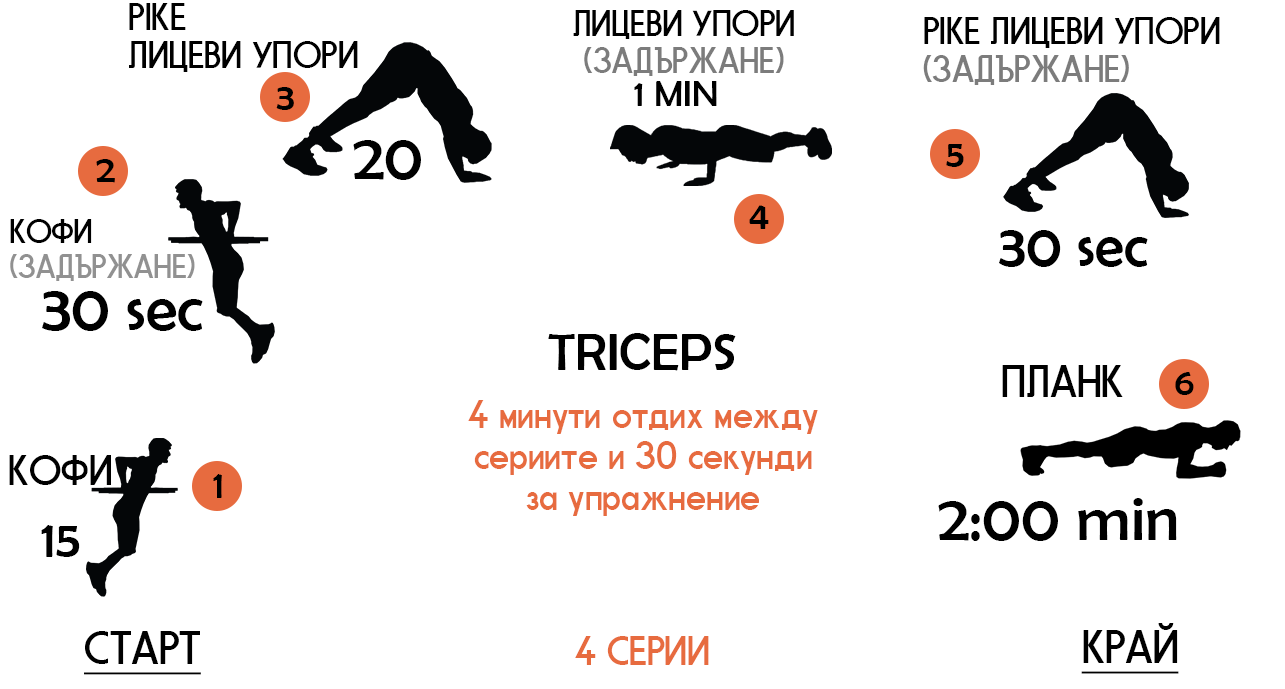 PIKE
ЛИЦЕВИ УПОРИ
3
20
ЛИЦЕВИ УПОРИ
(ЗАДЪРЖАНЕ)
1 MIN
4
PIKE ЛИЦЕВИ УПОРИ
(ЗАДЪРЖАНЕ)
5
30 sec
2
КОФИ
(ЗАДЪРЖАНЕ)
30 sec
TRICEPS
4 минути отдих между
сериите и 30 секунди
за упражнение
ПЛАНК
6
2:00 min
КОФИ
1
15
СТАРТ
4 СЕРИИ
КРАЙ